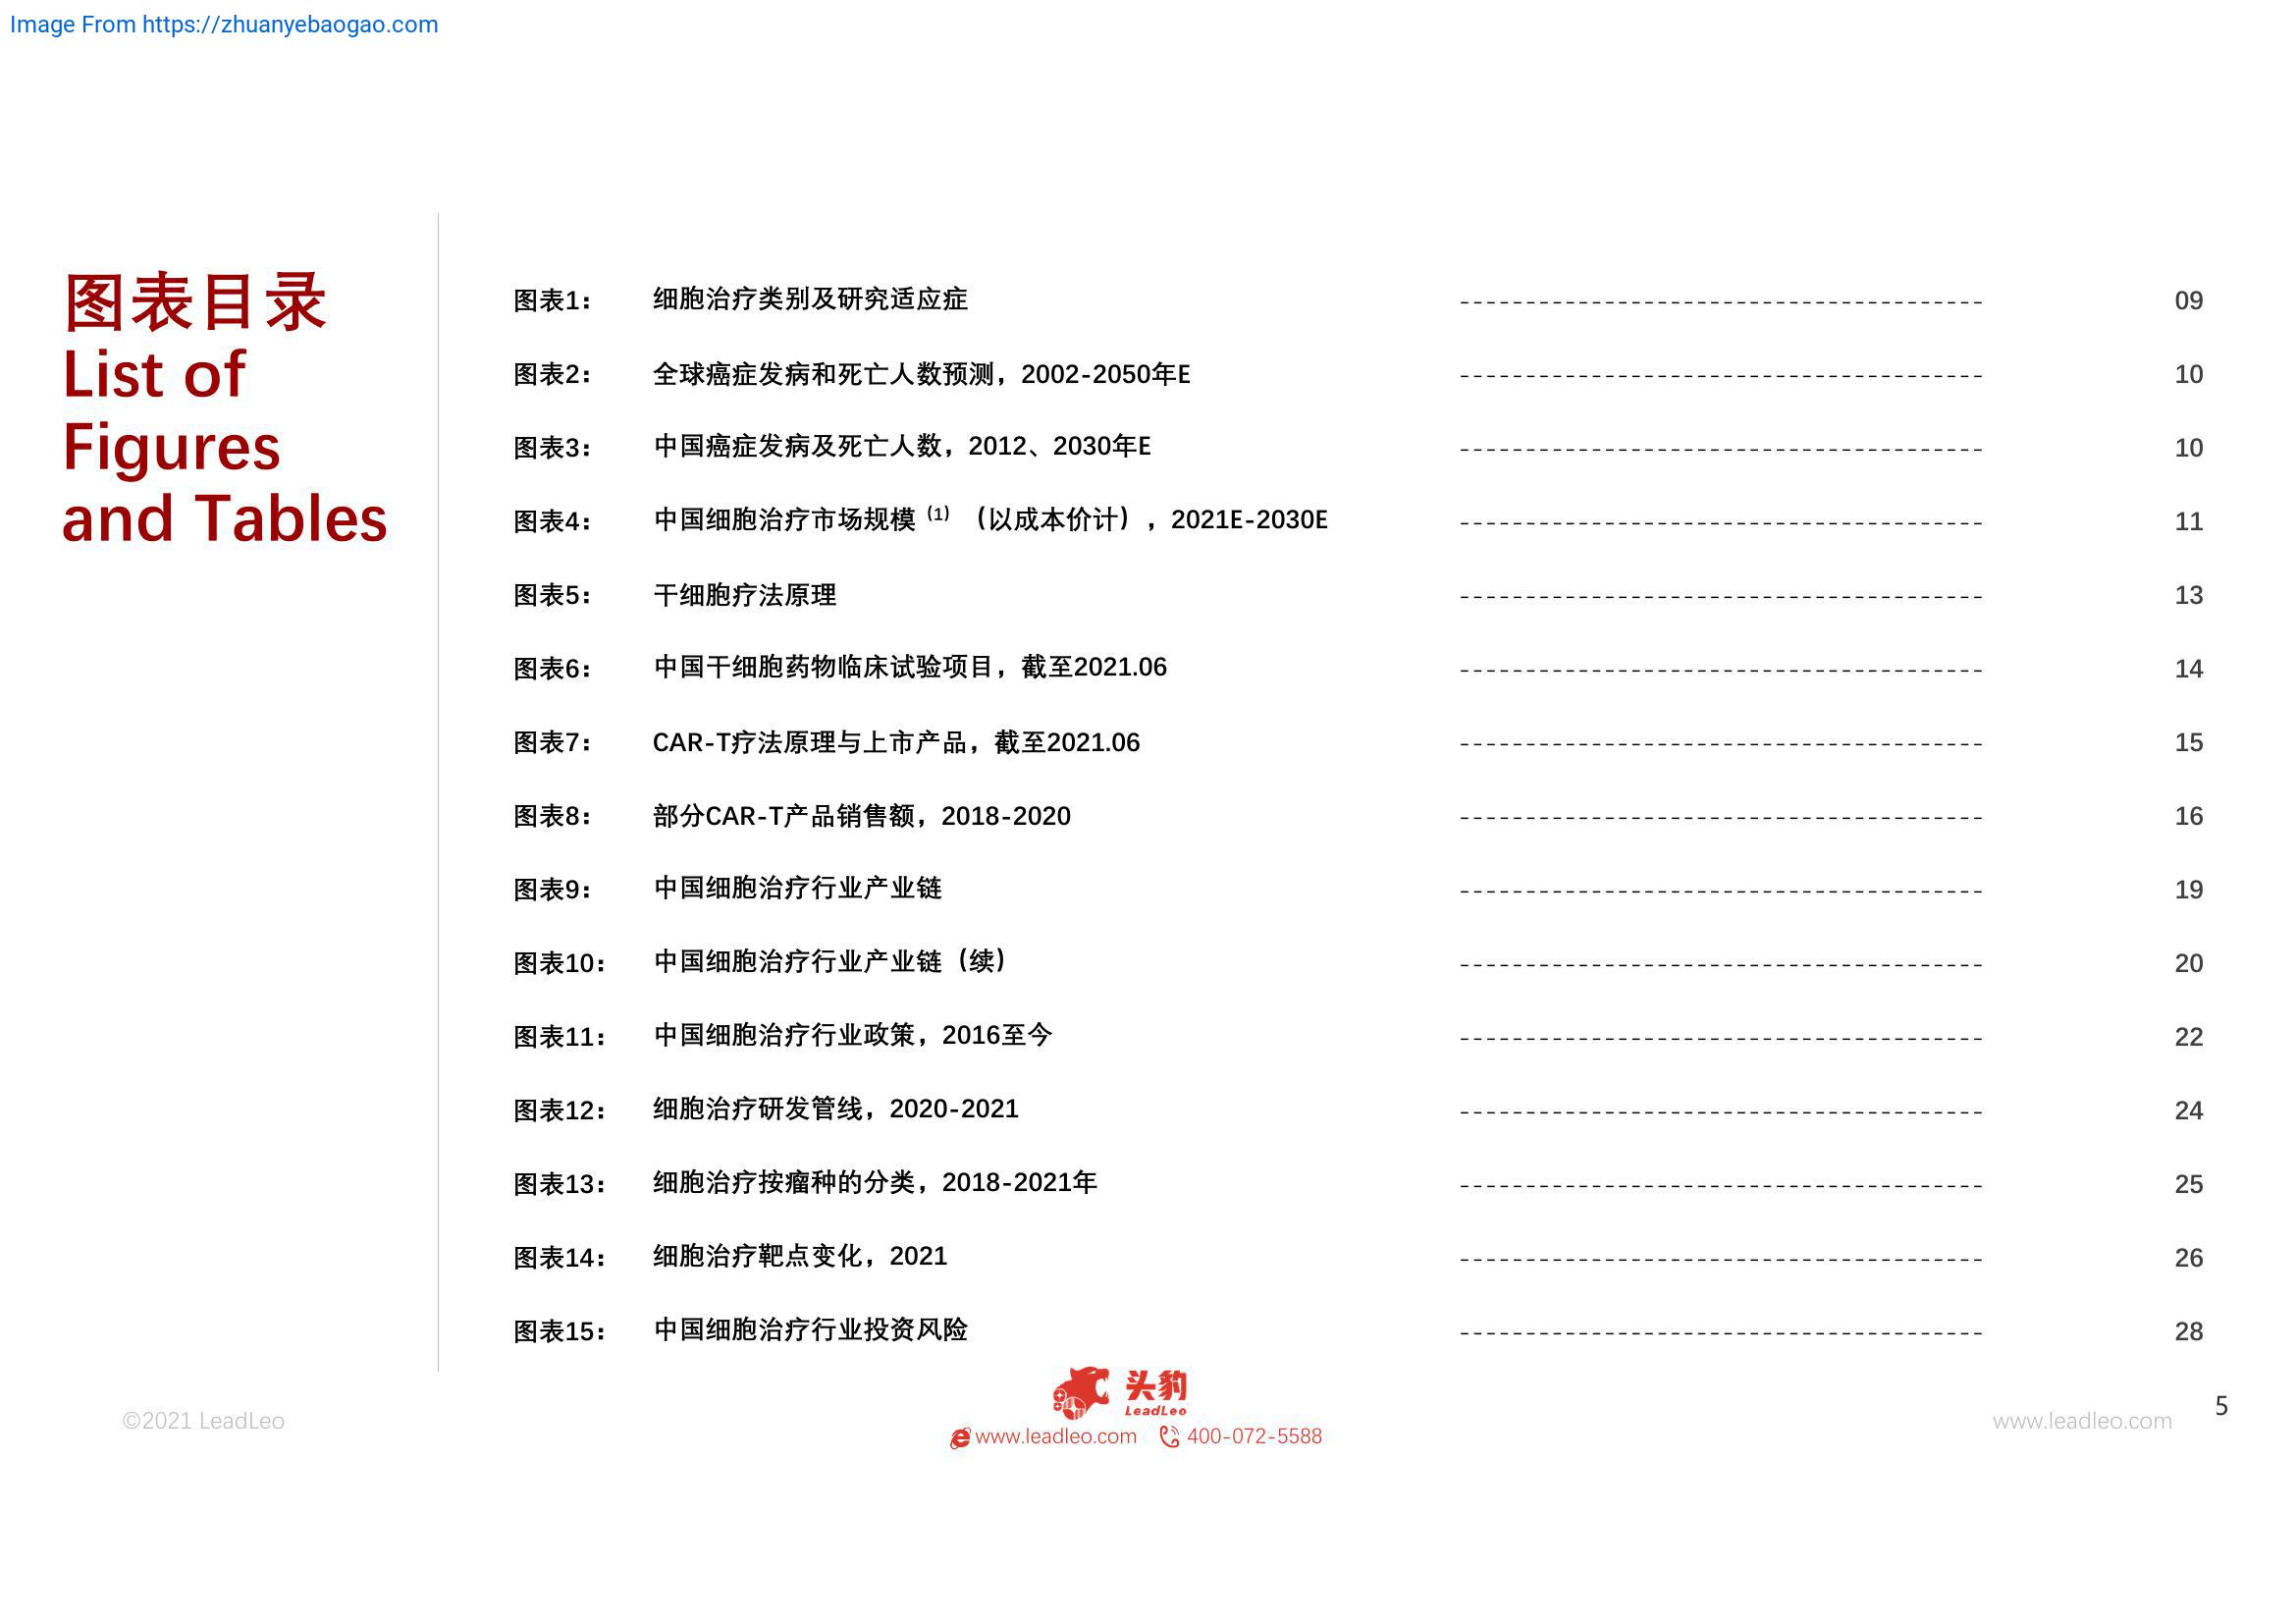 Image From https://zhuanyebaogao.com
图表目录
List of
Figures
and Tables
图表1： 细胞治疗类别及研究适应症 ---------------------------------------- 09
图表2： 全球癌症发病和死亡人数预测，2002-2050年E ---------------------------------------- 10
图表3： 中国癌症发病及死亡人数，2012、2030年E ---------------------------------------- 10
图表4： 中国细胞治疗市场规模（1）（以成本价计），2021E-2030E ---------------------------------------- 11
图表5： 干细胞疗法原理 ---------------------------------------- 13
图表6： 中国干细胞药物临床试验项目，截至2021.06 ---------------------------------------- 14
图表7： CAR-T疗法原理与上市产品，截至2021.06 ---------------------------------------- 15
图表8： 部分CAR-T产品销售额，2018-2020 ---------------------------------------- 16
图表9： 中国细胞治疗行业产业链 ---------------------------------------- 19
图表10： 中国细胞治疗行业产业链（续） ---------------------------------------- 20
图表11： 中国细胞治疗行业政策，2016至今 ---------------------------------------- 22
图表12： 细胞治疗研发管线，2020-2021 ---------------------------------------- 24
图表13： 细胞治疗按瘤种的分类，2018-2021年 ---------------------------------------- 25
图表14： 细胞治疗靶点变化，2021 ---------------------------------------- 26
图表15： 中国细胞治疗行业投资风险 ---------------------------------------- 28
头豹
LeadLeo
www.leadleo.com 400-072-5588
©2021 LeadLeo
www.leadleo.com
5